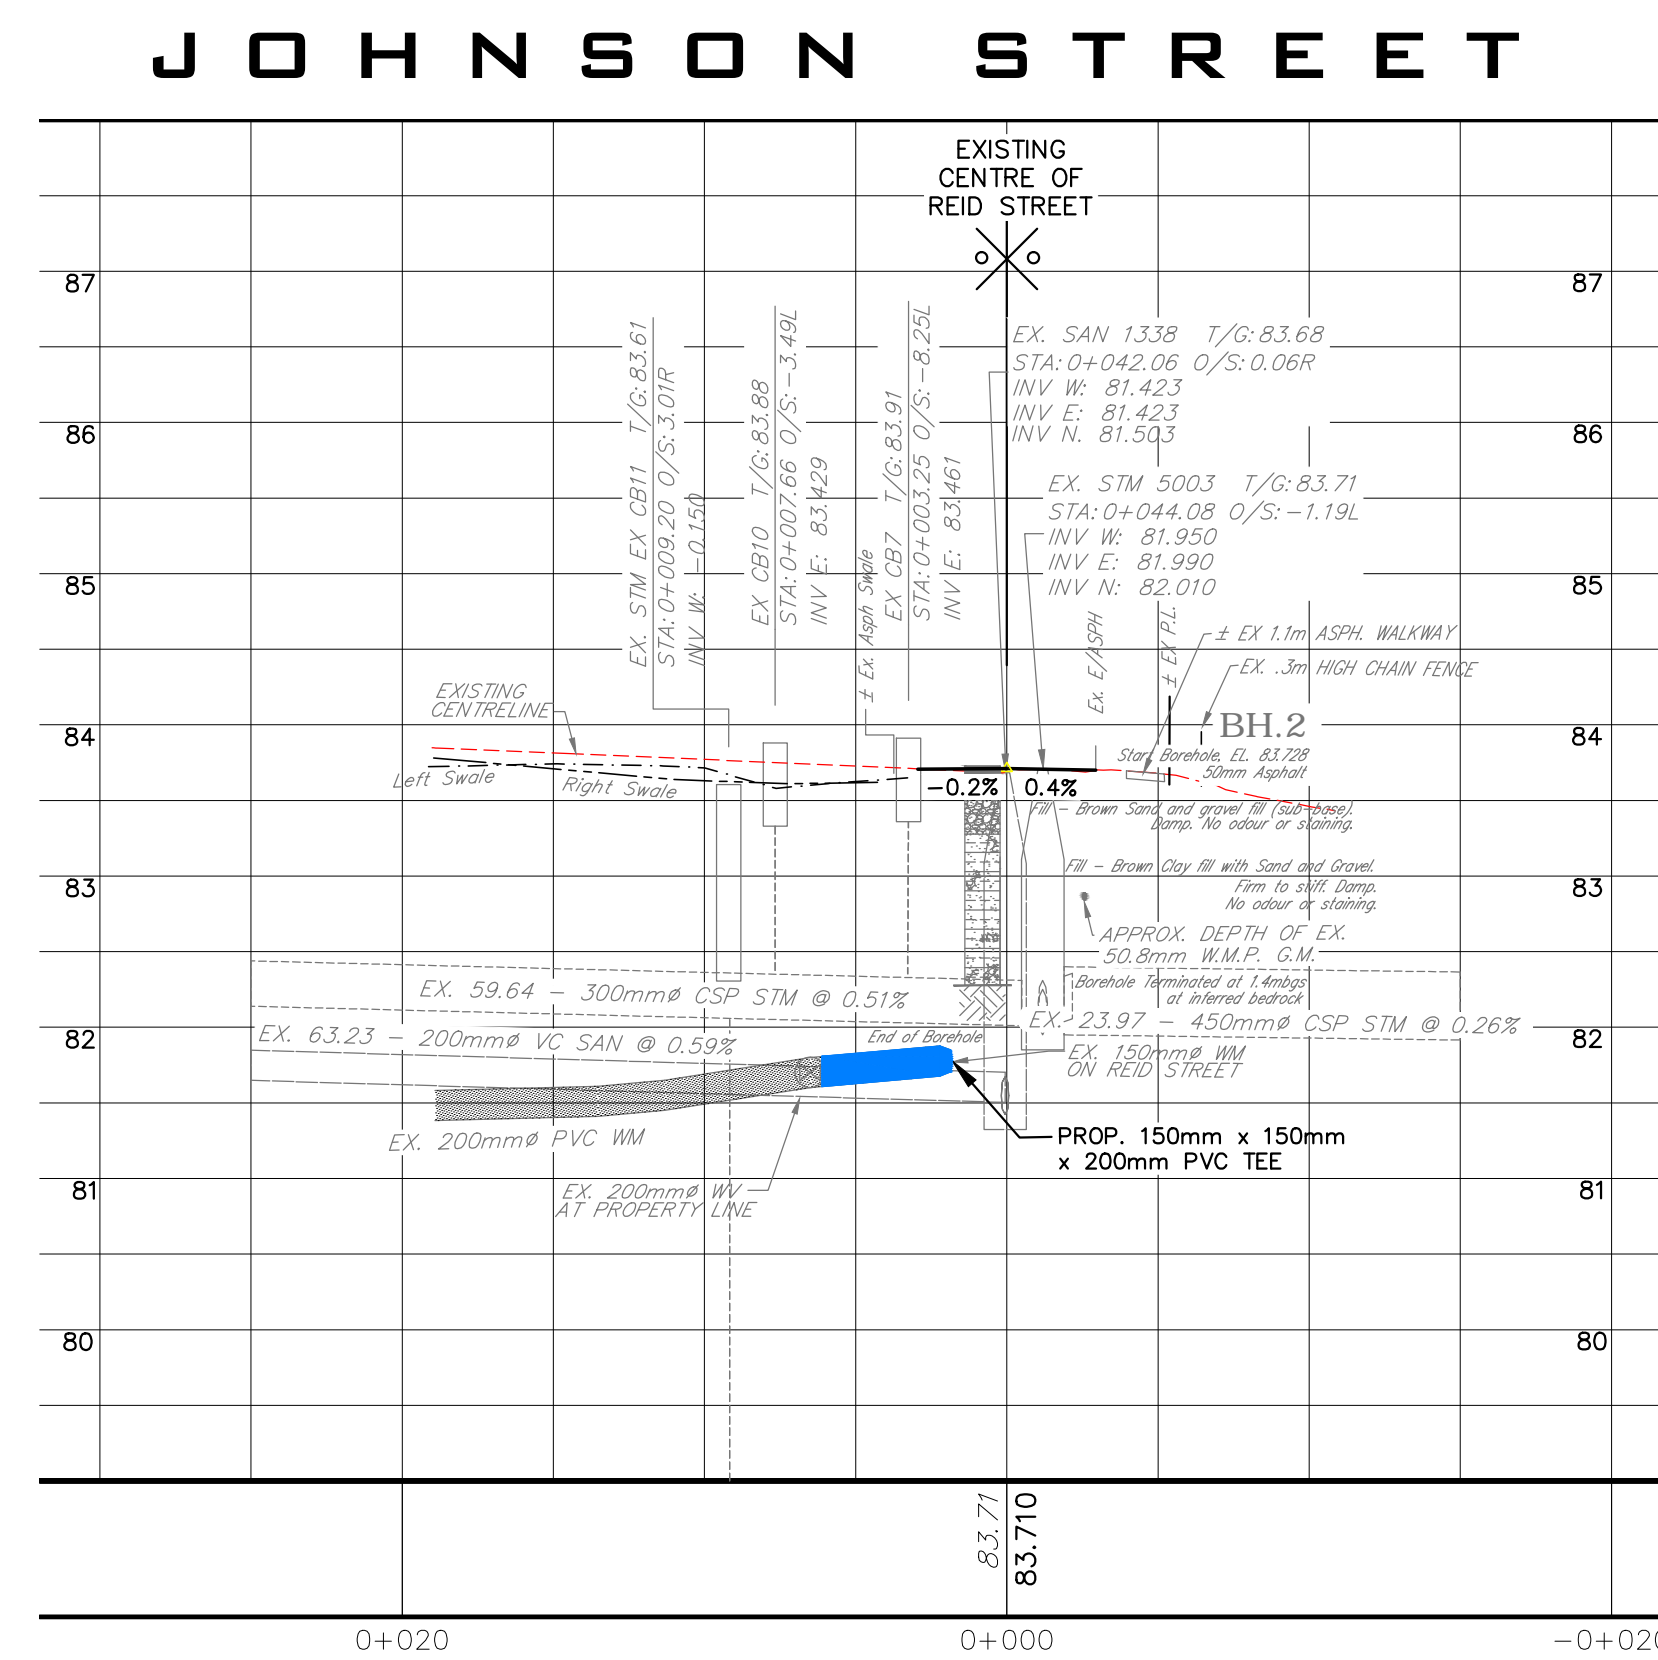 JOHNSON STREET
EXISTING
CENTRE OF
REID STREET
87
87
EX. STM EX CB11 T/G:83.61
STA:0+009.20 O/S:3.01R
INV W: -0.150
EX CB10 T/G:83.88
STA:0+007.66 O/S:-3.49L
INV E: 83.429
± Ex. Asph Swale
EX CB7 T/G:83.91
STA:0+003.25 O/S:-8.25L
INV E: 83.461
EX. SAN 1338 T/G:83.68
STA:0+042.06 O/S:0.06R
INV W: 81.423
INV E: 81.423
INV N. 81.503
86
86
EX. STM 5003 T/G:83.71
STA:0+044.08 O/S:-1.19L
INV W: 81.950
INV E: 81.990
INV N: 82.010
85
85
Ex. E/ASPH
± EX P.L.
± EX 1.1m ASPH. WALKWAY
EX. .3m HIGH CHAIN FENCE
EXISTING
CENTRELINE
84
84
BH.2
Start Borehole, EL. 83.728
50mm Asphalt
Left Swale
Right Swale
-0.2%
0.4%
Fill - Brown Sand and gravel fill (sub-base).
Damp. No odour or staining.
Fill - Brown Clay fill with Sand and Gravel.
Firm to stiff. Damp.
No odour or staining.
83
83
APPROX. DEPTH OF EX.
50.8mm W.M.P. G.M.
Borehole Terminated at 1.4mbgs
at inferred bedrock
EX. 59.64 - 300mmø CSP STM @ 0.51%
EX. 23.97 - 450mmø CSP STM @ 0.26%
82
82
EX. 63.23 - 200mmø VC SAN @ 0.59%
End of Borehole
EX. 150mmø WM
ON REID STREET
EX. 200mmø PVC WM
PROP. 150mm x 150mm
x 200mm PVC TEE
EX. 200mmø WV
AT PROPERTY LINE
81
81
80
80
83.71
83.710
0+020
0+000